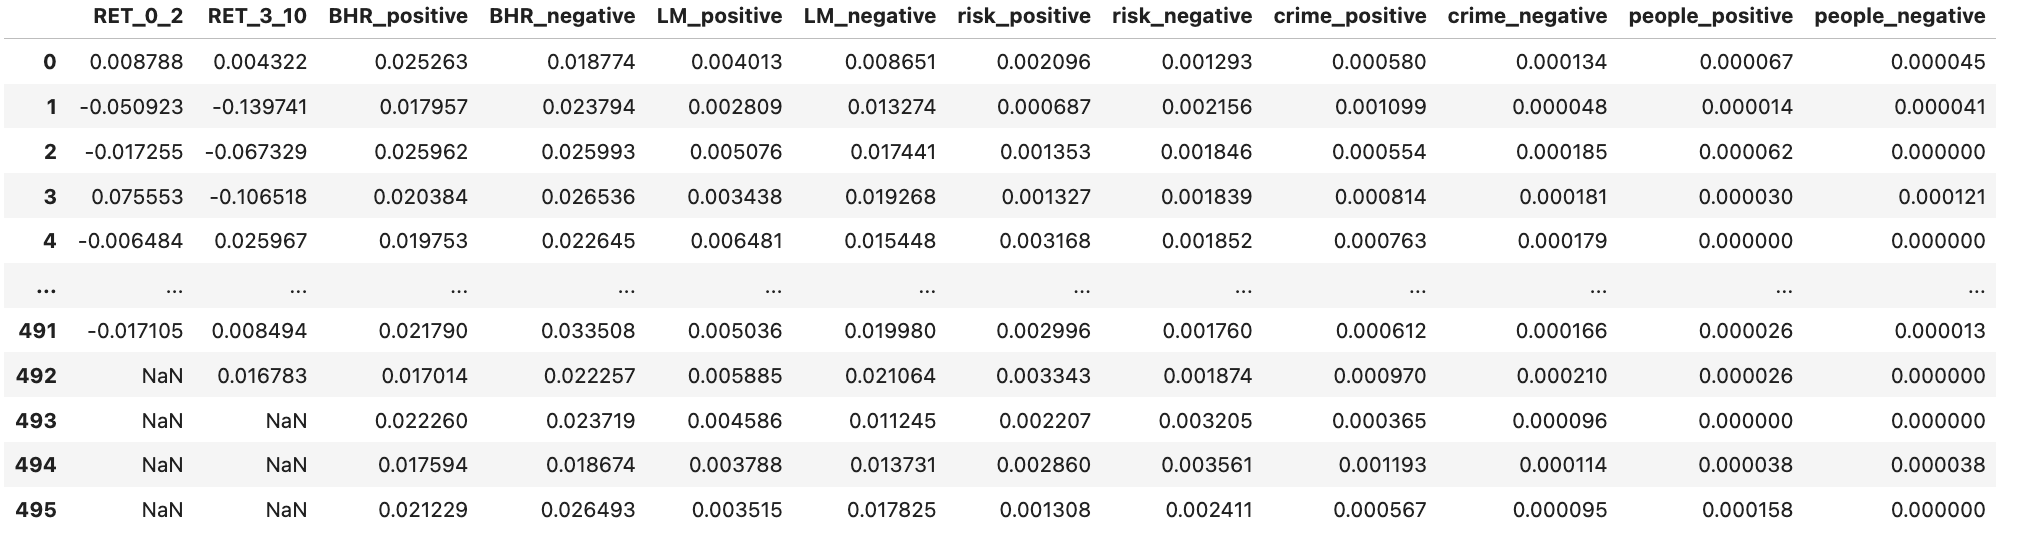 RET_0_2 RET_3_10 BHR_positive BHR_negative LM_positive LM_negative risk_positive risk_negative crime_positive crime_negative people_positive people_negative
0 0.008788 0.004322 0.025263 0.018774 0.004013 0.008651 0.002096 0.001293 0.000580 0.000134 0.000067 0.000045
1 -0.050923 -0.139741 0.017957 0.023794 0.002809 0.013274 0.000687 0.002156 0.001099 0.000048 0.000014 0.000041
2 -0.017255 -0.067329 0.025962 0.025993 0.005076 0.017441 0.001353 0.001846 0.000554 0.000185 0.000062 0.000000
3 0.075553 -0.106518 0.020384 0.026536 0.003438 0.019268 0.001327 0.001839 0.000814 0.000181 0.000030 0.000121
4 -0.006484 0.025967 0.019753 0.022645 0.006481 0.015448 0.003168 0.001852 0.000763 0.000179 0.000000 0.000000
... ... ... ... ... ... ... ... ... ... ... ... ...
491 -0.017105 0.008494 0.021790 0.033508 0.005036 0.019980 0.002996 0.001760 0.000612 0.000166 0.000026 0.000013
492 NaN 0.016783 0.017014 0.022257 0.005885 0.021064 0.003343 0.001874 0.000970 0.000210 0.000026 0.000000
493 NaN NaN 0.022260 0.023719 0.004586 0.011245 0.002207 0.003205 0.000365 0.000096 0.000000 0.000000
494 NaN NaN 0.017594 0.018674 0.003788 0.013731 0.002860 0.003561 0.001193 0.000114 0.000038 0.000038
495 NaN NaN 0.021229 0.026493 0.003515 0.017825 0.001308 0.002411 0.000567 0.000095 0.000158 0.000000